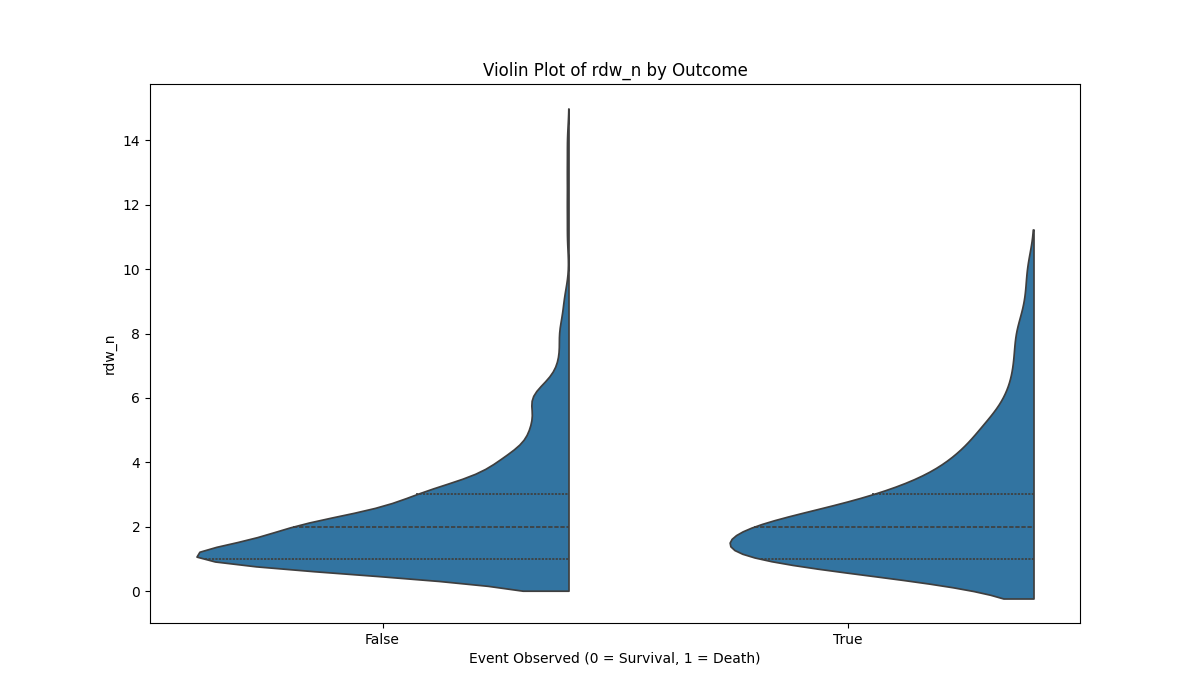 Violin Plot of rdw_n by Outcome
14
12
10
8
6
4
2
0
rdw_n
False
True
Event Observed (0 = Survival, 1 = Death)